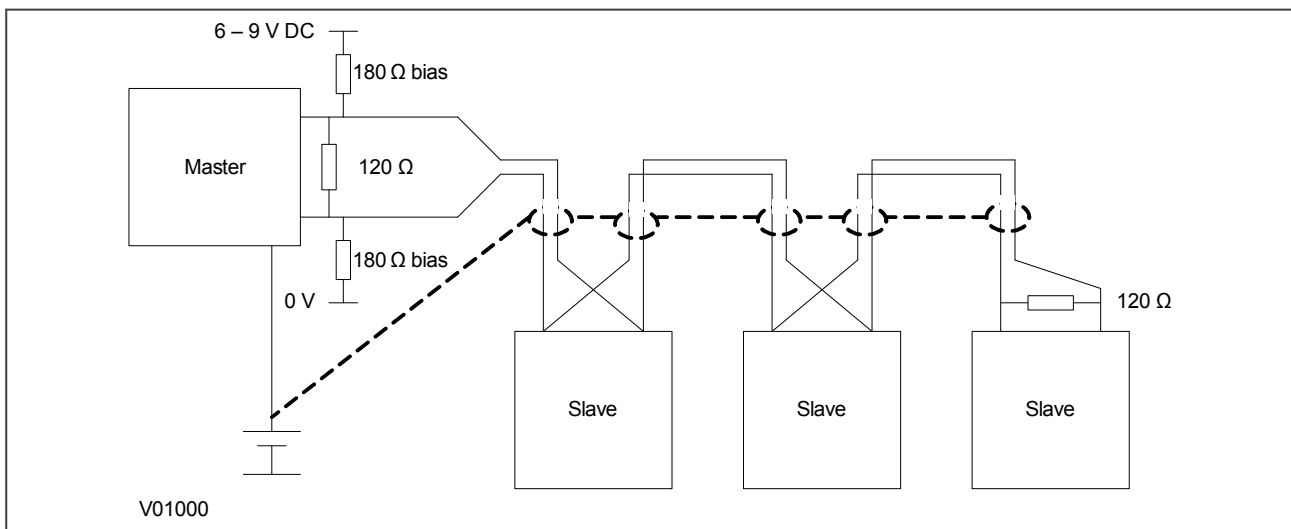 6 – 9 V DC
180 Ω bias
Master
120 Ω
180 Ω bias
0 V
120 Ω
Slave
Slave
Slave
V01000